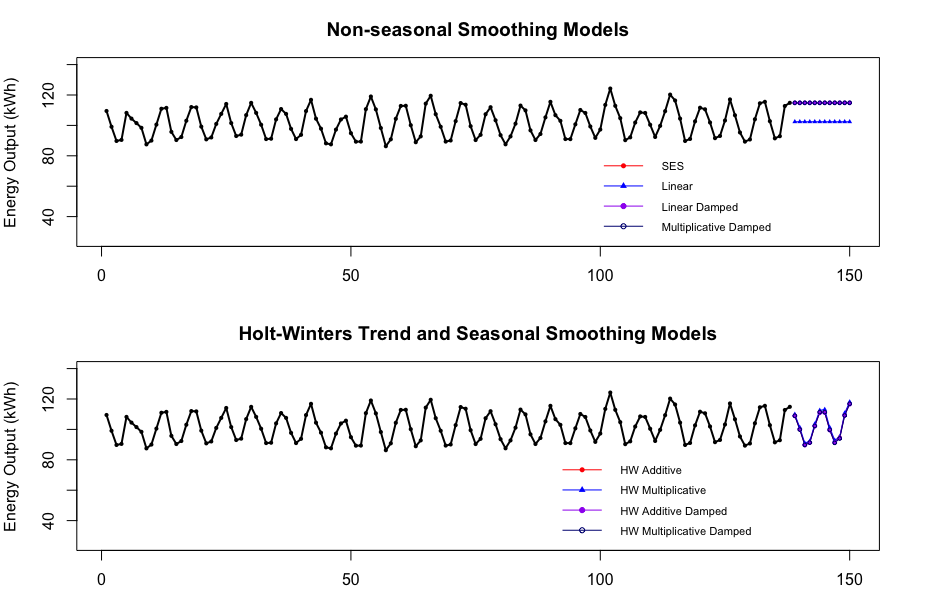 Non-seasonal Smoothing Models
Energy Output (kWh)
120
80
40
SES
Linear
Linear Damped
Multiplicative Damped
0 50 100 150
Holt-Winters Trend and Seasonal Smoothing Models
Energy Output (kWh)
120
80
40
HW Additive
HW Multiplicative
HW Additive Damped
HW Multiplicative Damped
0 50 100 150